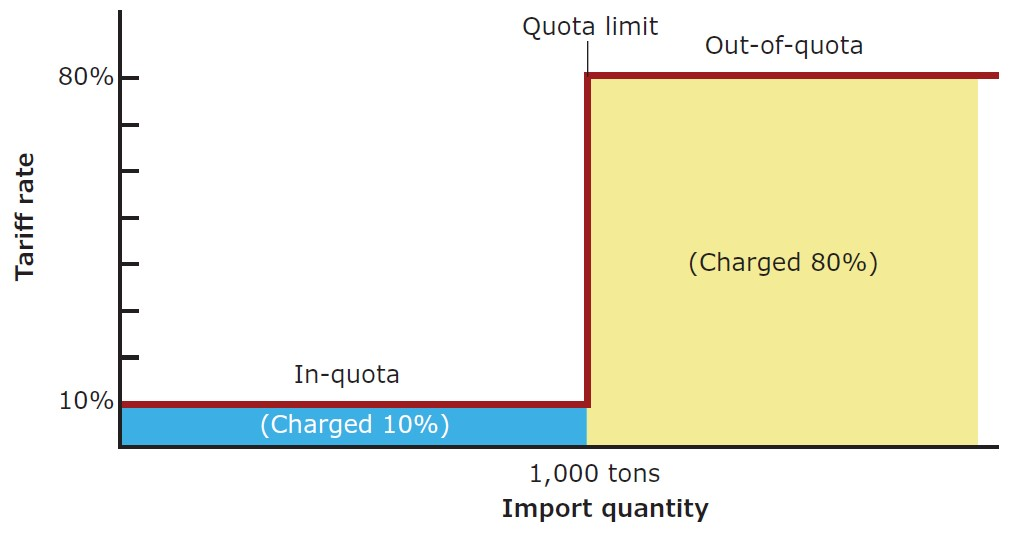 Quota limit
Out-of-quota
80%
Tariff rate
(Charged 80%)
In-quota
10%
(Charged 10%)
1,000 tons
Import quantity